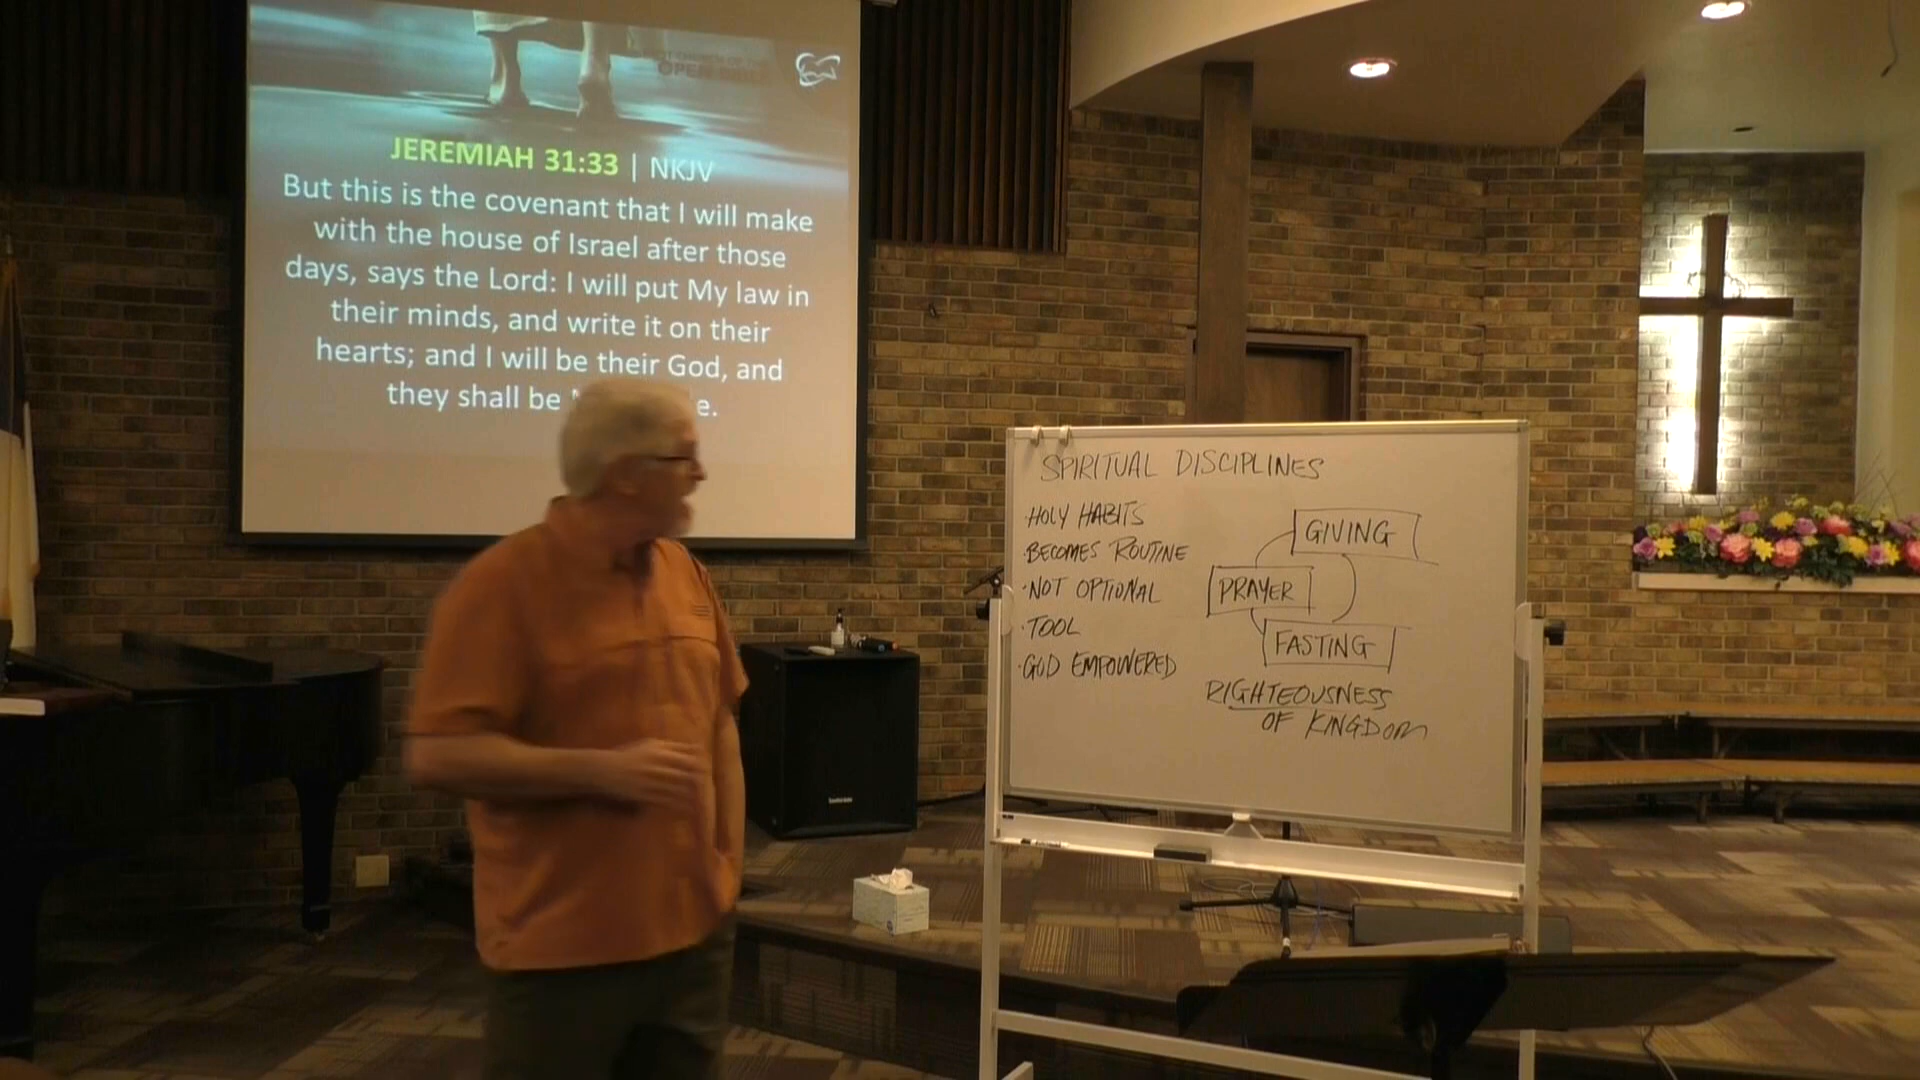 OPEN BIBLE
JEREMIAH 31:33 | NKJV
But this is the covenant that I will make
with the house of Israel after those
days, says the Lord: I will put My law in
their minds, and write it on their
hearts; and I will be their God, and
they shall be
SPIRITUAL DISCIPLINES
·HOLY HABITS
·BECOMES ROUTINE
·NOT OPTIONAL
·TOOL
·GOD EMPOWERED
GIVING
PRAYER
FASTING
RIGHTEOUSNESS
OF KINGDOM